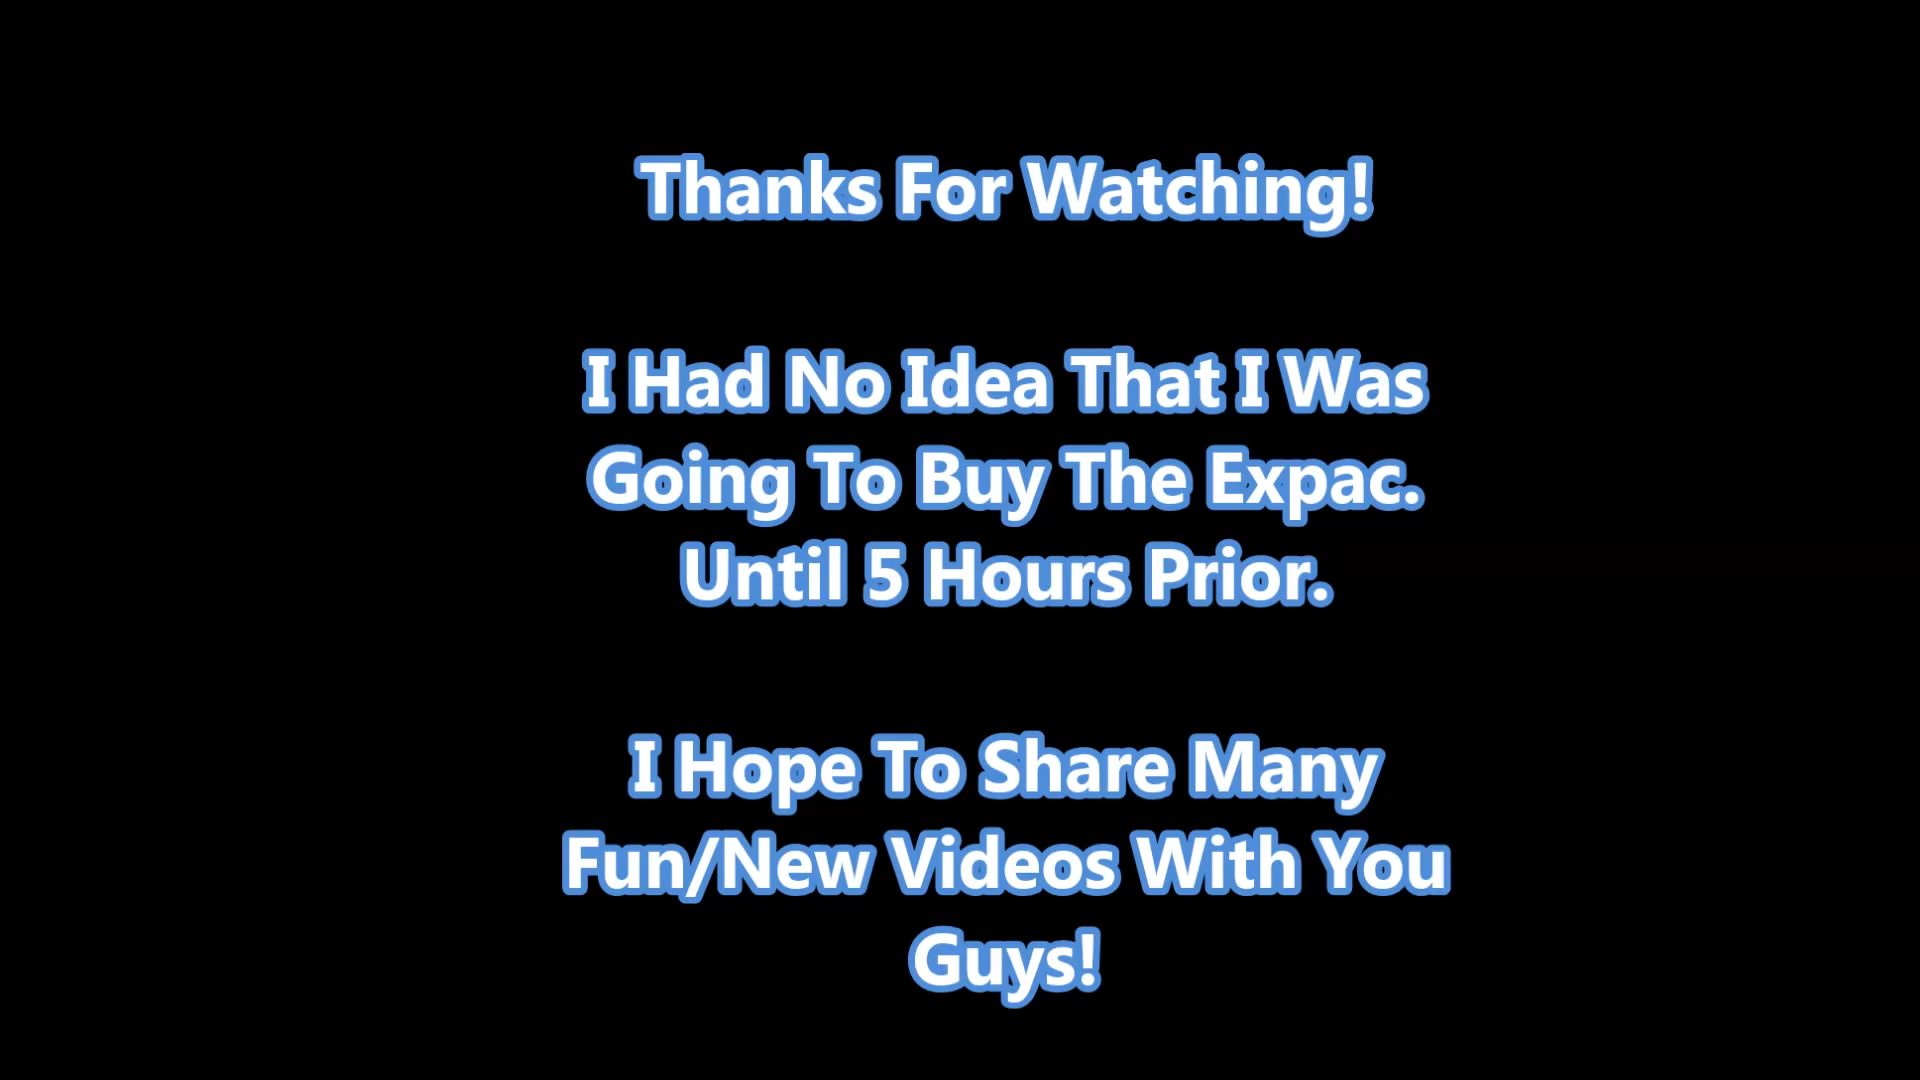 Thanks For Watching!
I Had No Idea That I Was
Going To Buy The Expac.
Until 5 Hours Prior.
I Hope To Share Many
Fun/New Videos With You
Guys!